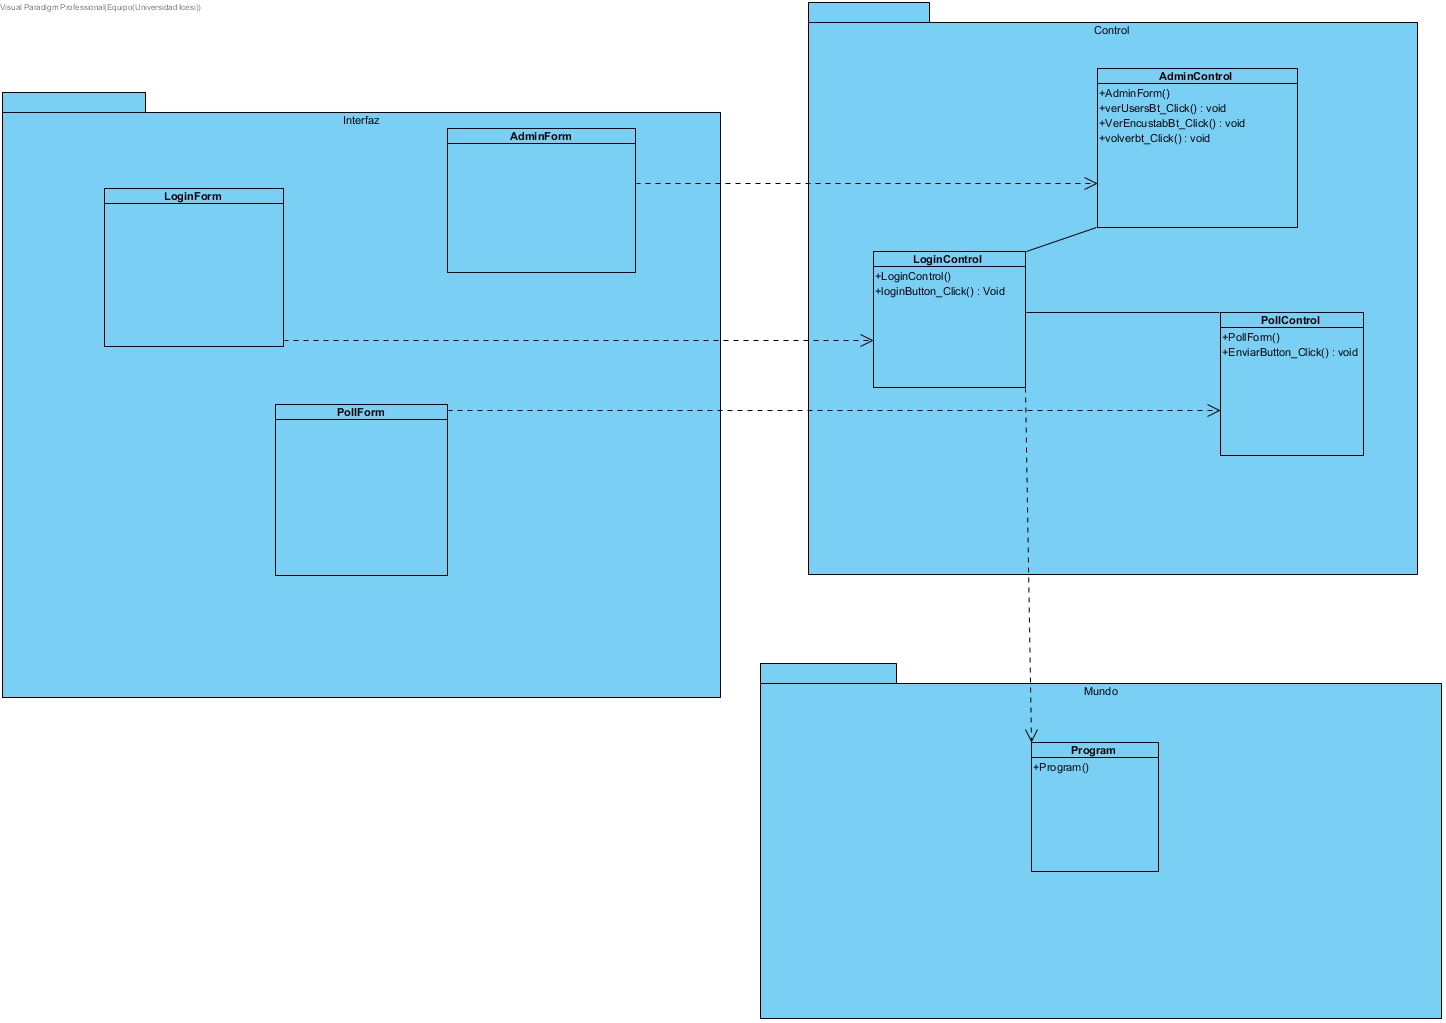 Visual Paradigm Professional(Equipo(Universidad Icesi))
Interfaz
AdminForm
LoginForm
PollForm
Control
AdminControl
+AdminForm()
+verUsersBt_Click() : void
+VerEncustabBt_Click() : void
+volverbt_Click() : void
LoginControl
+LoginControl()
+loginButton_Click() : Void
PollControl
+PollForm()
+EnviarButton_Click() : void
Mundo
Program
+Program()